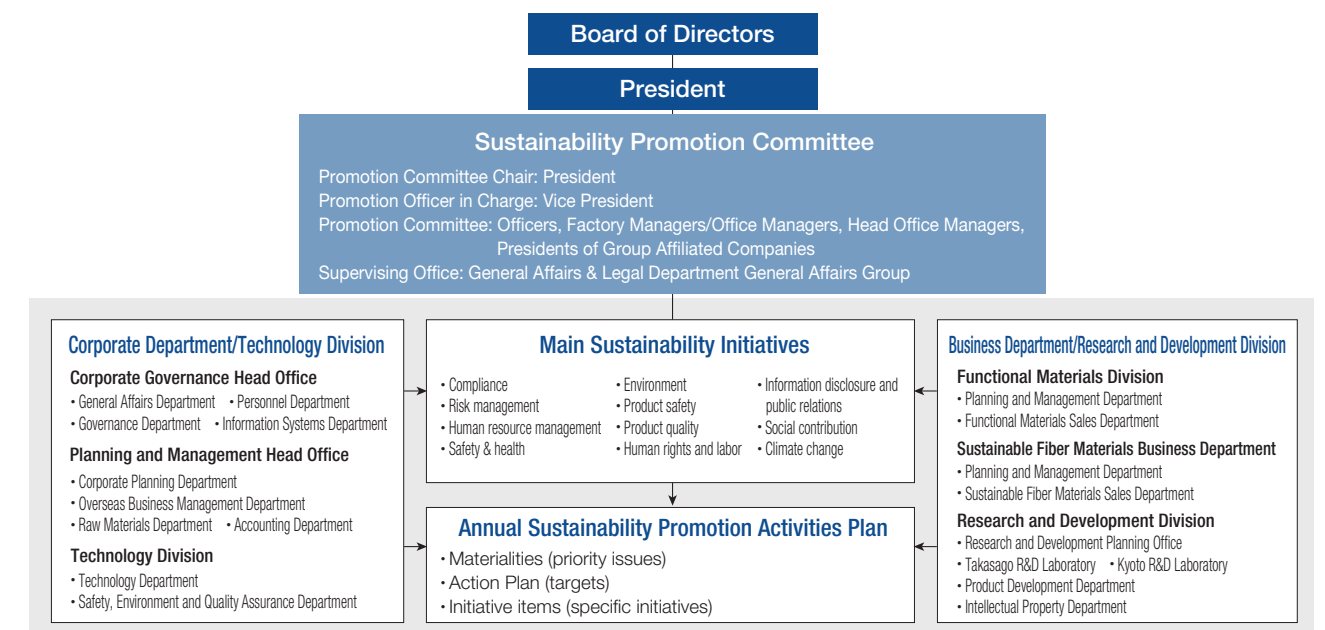 Board of Directors
President
Sustainability Promotion Committee
Promotion Committee Chair: President
Promotion Officer in Charge: Vice President
Promotion Committee: Officers, Factory Managers/Office Managers, Head Office Managers,
Presidents of Group Affiliated Companies
Supervising Office: General Affairs & Legal Department General Affairs Group
Corporate Department/Technology Division
Corporate Governance Head Office
• General Affairs Department • Personnel Department
• Governance Department • Information Systems Department
Planning and Management Head Office
• Corporate Planning Department
• Overseas Business Management Department
• Raw Materials Department • Accounting Department
Technology Division
• Technology Department
• Safety, Environment and Quality Assurance Department
Main Sustainability Initiatives
• Compliance
• Risk management
• Human resource management
• Safety & health
• Environment
• Product safety
• Product quality
• Human rights and labor
• Information disclosure and
public relations
• Social contribution
• Climate change
Annual Sustainability Promotion Activities Plan
• Materialities (priority issues)
• Action Plan (targets)
• Initiative items (specific initiatives)
Business Department/Research and Development Division
Functional Materials Division
• Planning and Management Department
• Functional Materials Sales Department
Sustainable Fiber Materials Business Department
• Planning and Management Department
• Sustainable Fiber Materials Sales Department
Research and Development Division
• Research and Development Planning Office
• Takasago R&D Laboratory • Kyoto R&D Laboratory
• Product Development Department
• Intellectual Property Department